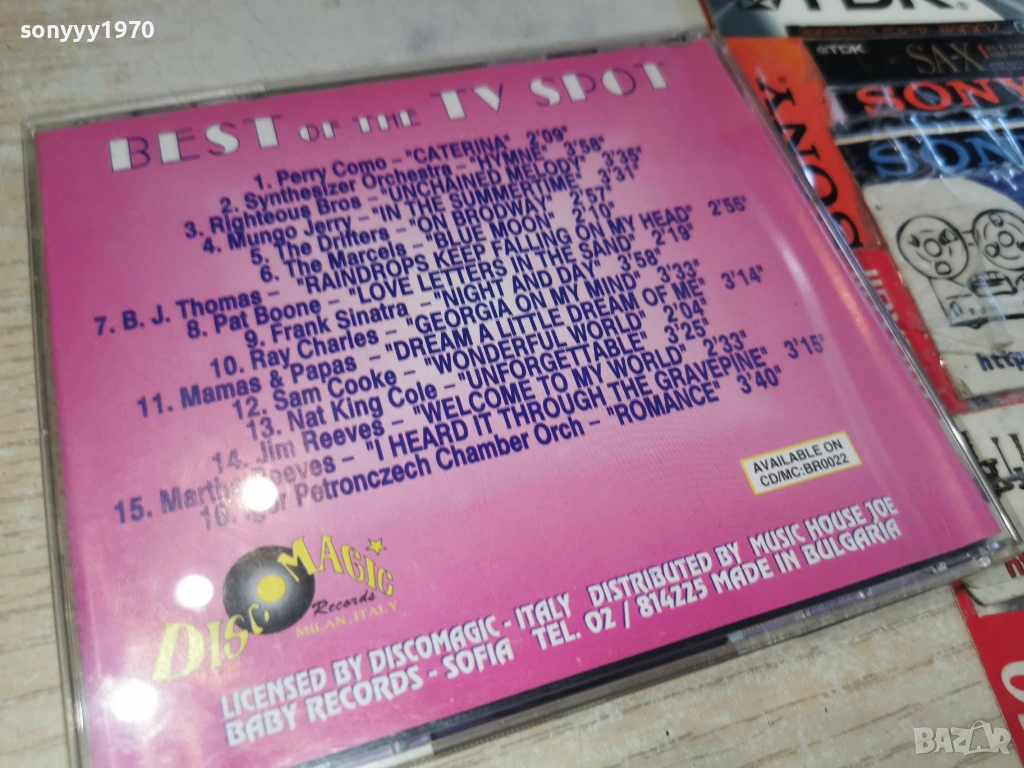 sonyyy1970
BEST OF THE TV SPOT
1. Perry Como – "CATERINA" 2'09"
2. Synthesizer Orchestra – "HYMNE" 3'58"
3. Righteous Bros – "UNCHAINED MELODY" 3'35"
4. Mungo Jerry – "IN THE SUMMERTIME" 3'31"
5. The Drifters – "ON BRODWAY" 2'57"
6. The Marcels – "BLUE MOON" 2'10"
7. B. J. Thomas – "RAINDROPS KEEP FALLING ON MY HEAD" 2'55"
8. Pat Boone – "LOVE LETTERS IN THE SAND" 2'19"
9. Frank Sinatra – "NIGHT AND DAY" 3'58"
10. Ray Charles – "GEORGIA ON MY MIND" 3'33"
11. Mamas & Papas – "DREAM A LITTLE DREAM OF ME" 3'14"
12. Sam Cooke – "WONDERFUL WORLD" 2'04"
13. Nat King Cole – "UNFORGETTABLE" 3'25"
14. Jim Reeves – "WELCOME TO MY WORLD" 2'33"
15. Martha Reeves – "I HEARD IT THROUGH THE GRAVEPINE" 3'15"
16. Igor Petronczech Chamber Orch – "ROMANCE" 3'40"
AVAILABLE ON
CD/MC:BR0022
DISCOMAGIC
Records
MILAN, ITALY
LICENSED BY DISCOMAGIC - ITALY DISTRIBUTED BY MUSIC HOUSE JOE
BABY RECORDS - SOFIA TEL. 02 / 814225 MADE IN BULGARIA
TDK
TDK
SA-X
SONY
SON
http
BAZAR